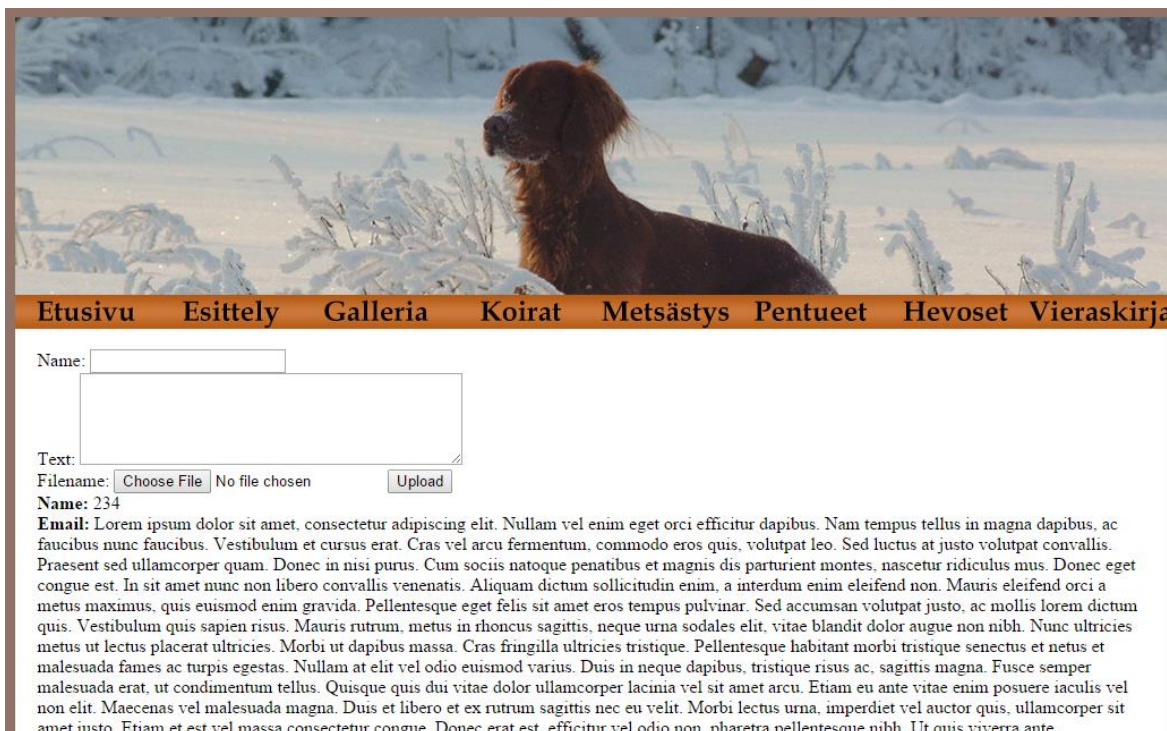 Etusivu Esittely Galleria Koirat Metsästys Pentueet Hevoset Vieraskirja
Name:
Text:
Filename: Choose File No file chosen Upload
Name: 234
Email: Lorem ipsum dolor sit amet, consectetur adipiscing elit. Nullam vel enim eget orci efficitur dapibus. Nam tempus tellus in magna dapibus, ac
faucibus nunc faucibus. Vestibulum et cursus erat. Cras vel arcu fermentum, commodo eros quis, volutpat leo. Sed luctus at justo volutpat convallis.
Praesent sed ullamcorper quam. Donec in nisi purus. Cum sociis natoque penatibus et magnis dis parturient montes, nascetur ridiculus mus. Donec eget
congue est. In sit amet nunc non libero convallis venenatis. Aliquam dictum sollicitudin enim, a interdum enim eleifend non. Mauris eleifend orci a
metus maximus, quis euismod enim gravida. Pellentesque eget felis sit amet eros tempus pulvinar. Sed accumsan volutpat justo, ac mollis lorem dictum
quis. Vestibulum quis sapien risus. Mauris rutrum, metus in rhoncus sagittis, neque urna sodales elit, vitae blandit dolor augue non nibh. Nunc ultricies
metus ut lectus placerat ultricies. Morbi ut dapibus massa. Cras fringilla ultricies tristique. Pellentesque habitant morbi tristique senectus et netus et
malesuada fames ac turpis egestas. Nullam at elit vel odio euismod varius. Duis in neque dapibus, tristique risus ac, sagittis magna. Fusce semper
malesuada erat, ut condimentum tellus. Quisque quis dui vitae dolor ullamcorper lacinia vel sit amet arcu. Etiam eu ante vitae enim posuere iaculis vel
non elit. Maecenas vel malesuada magna. Duis et libero et ex rutrum sagittis nec eu velit. Morbi lectus urna, imperdiet vel auctor quis, ullamcorper sit
amet justo. Etiam et est vel massa consectetur congue. Donec erat est, efficitur vel odio non, pharetra pellentesque nibh. Ut quis viverra ante.